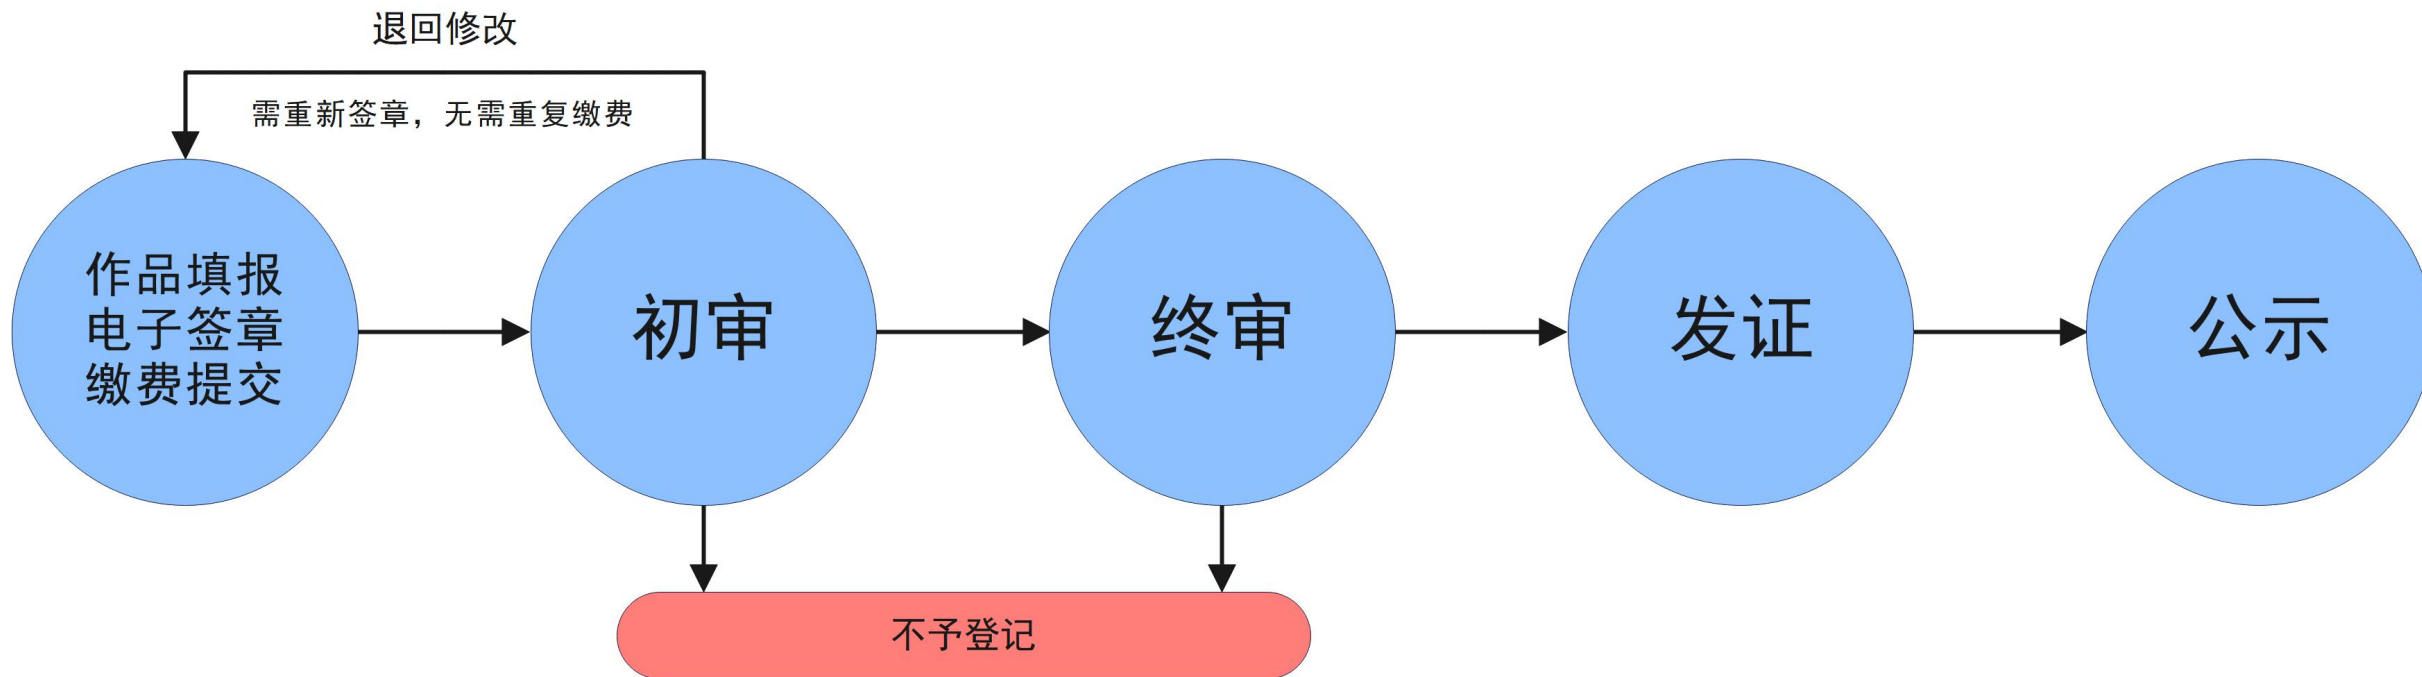 退回修改
需重新签章，无需重复缴费
作品填报
电子签章
缴费提交
初审
终审
发证
公示
不予登记